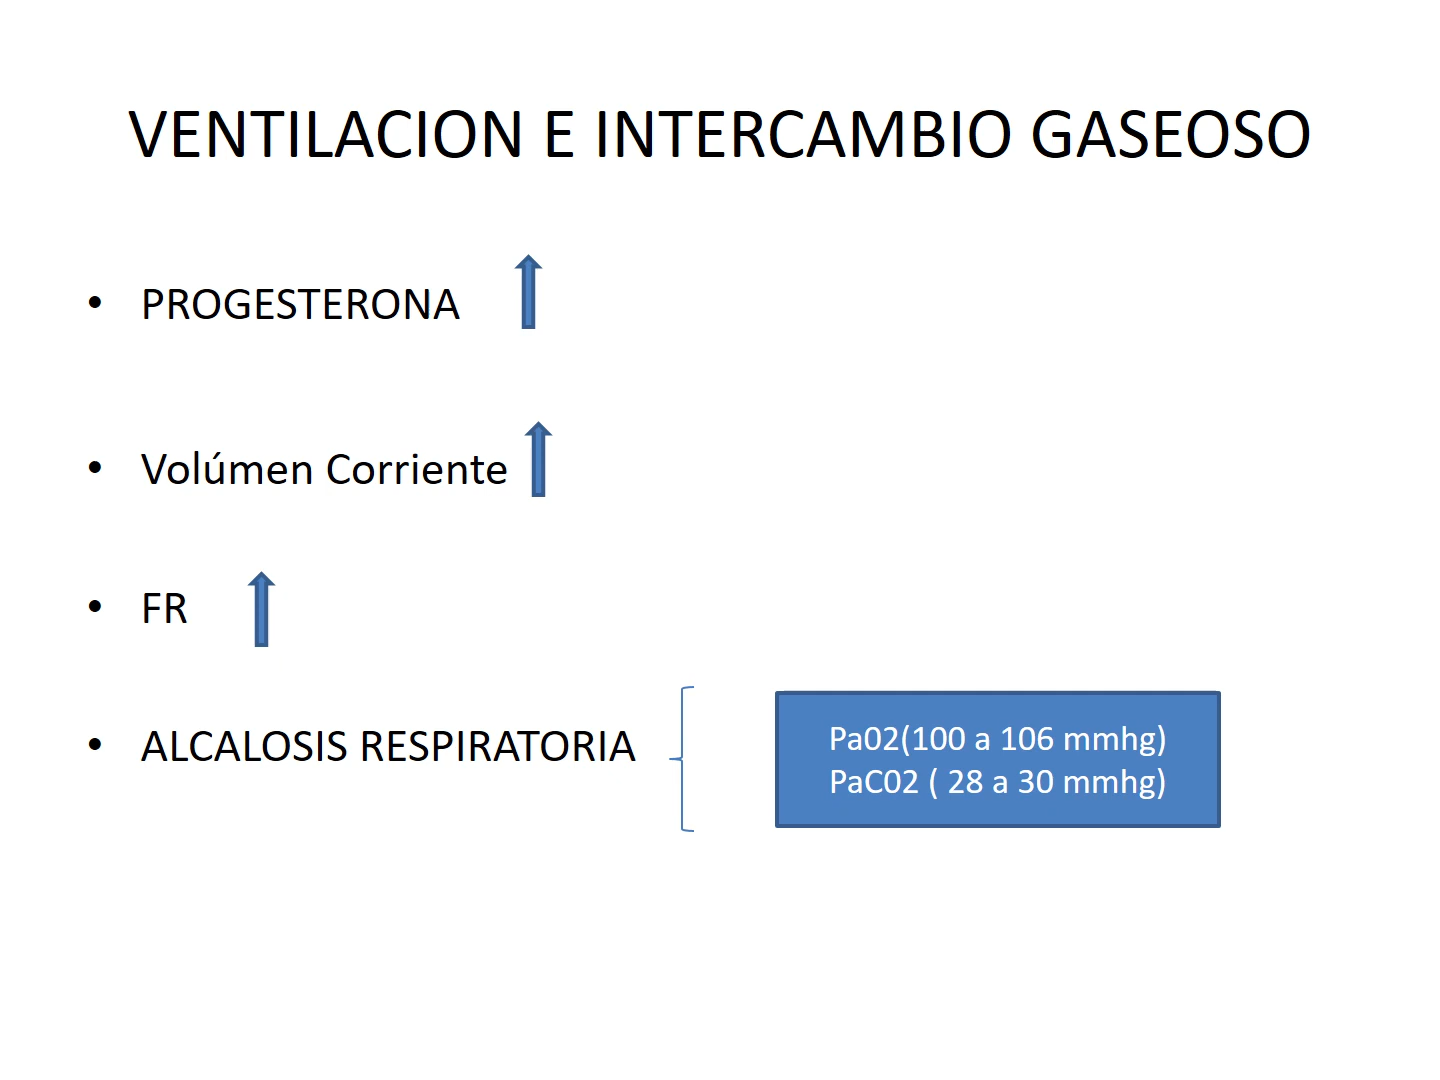 VENTILACION E INTERCAMBIO GASEOSO
• PROGESTERONA
• Volúmen Corriente
• FR
• ALCALOSIS RESPIRATORIA
Pa02(100 a 106 mmhg)
PaC02 ( 28 a 30 mmhg)